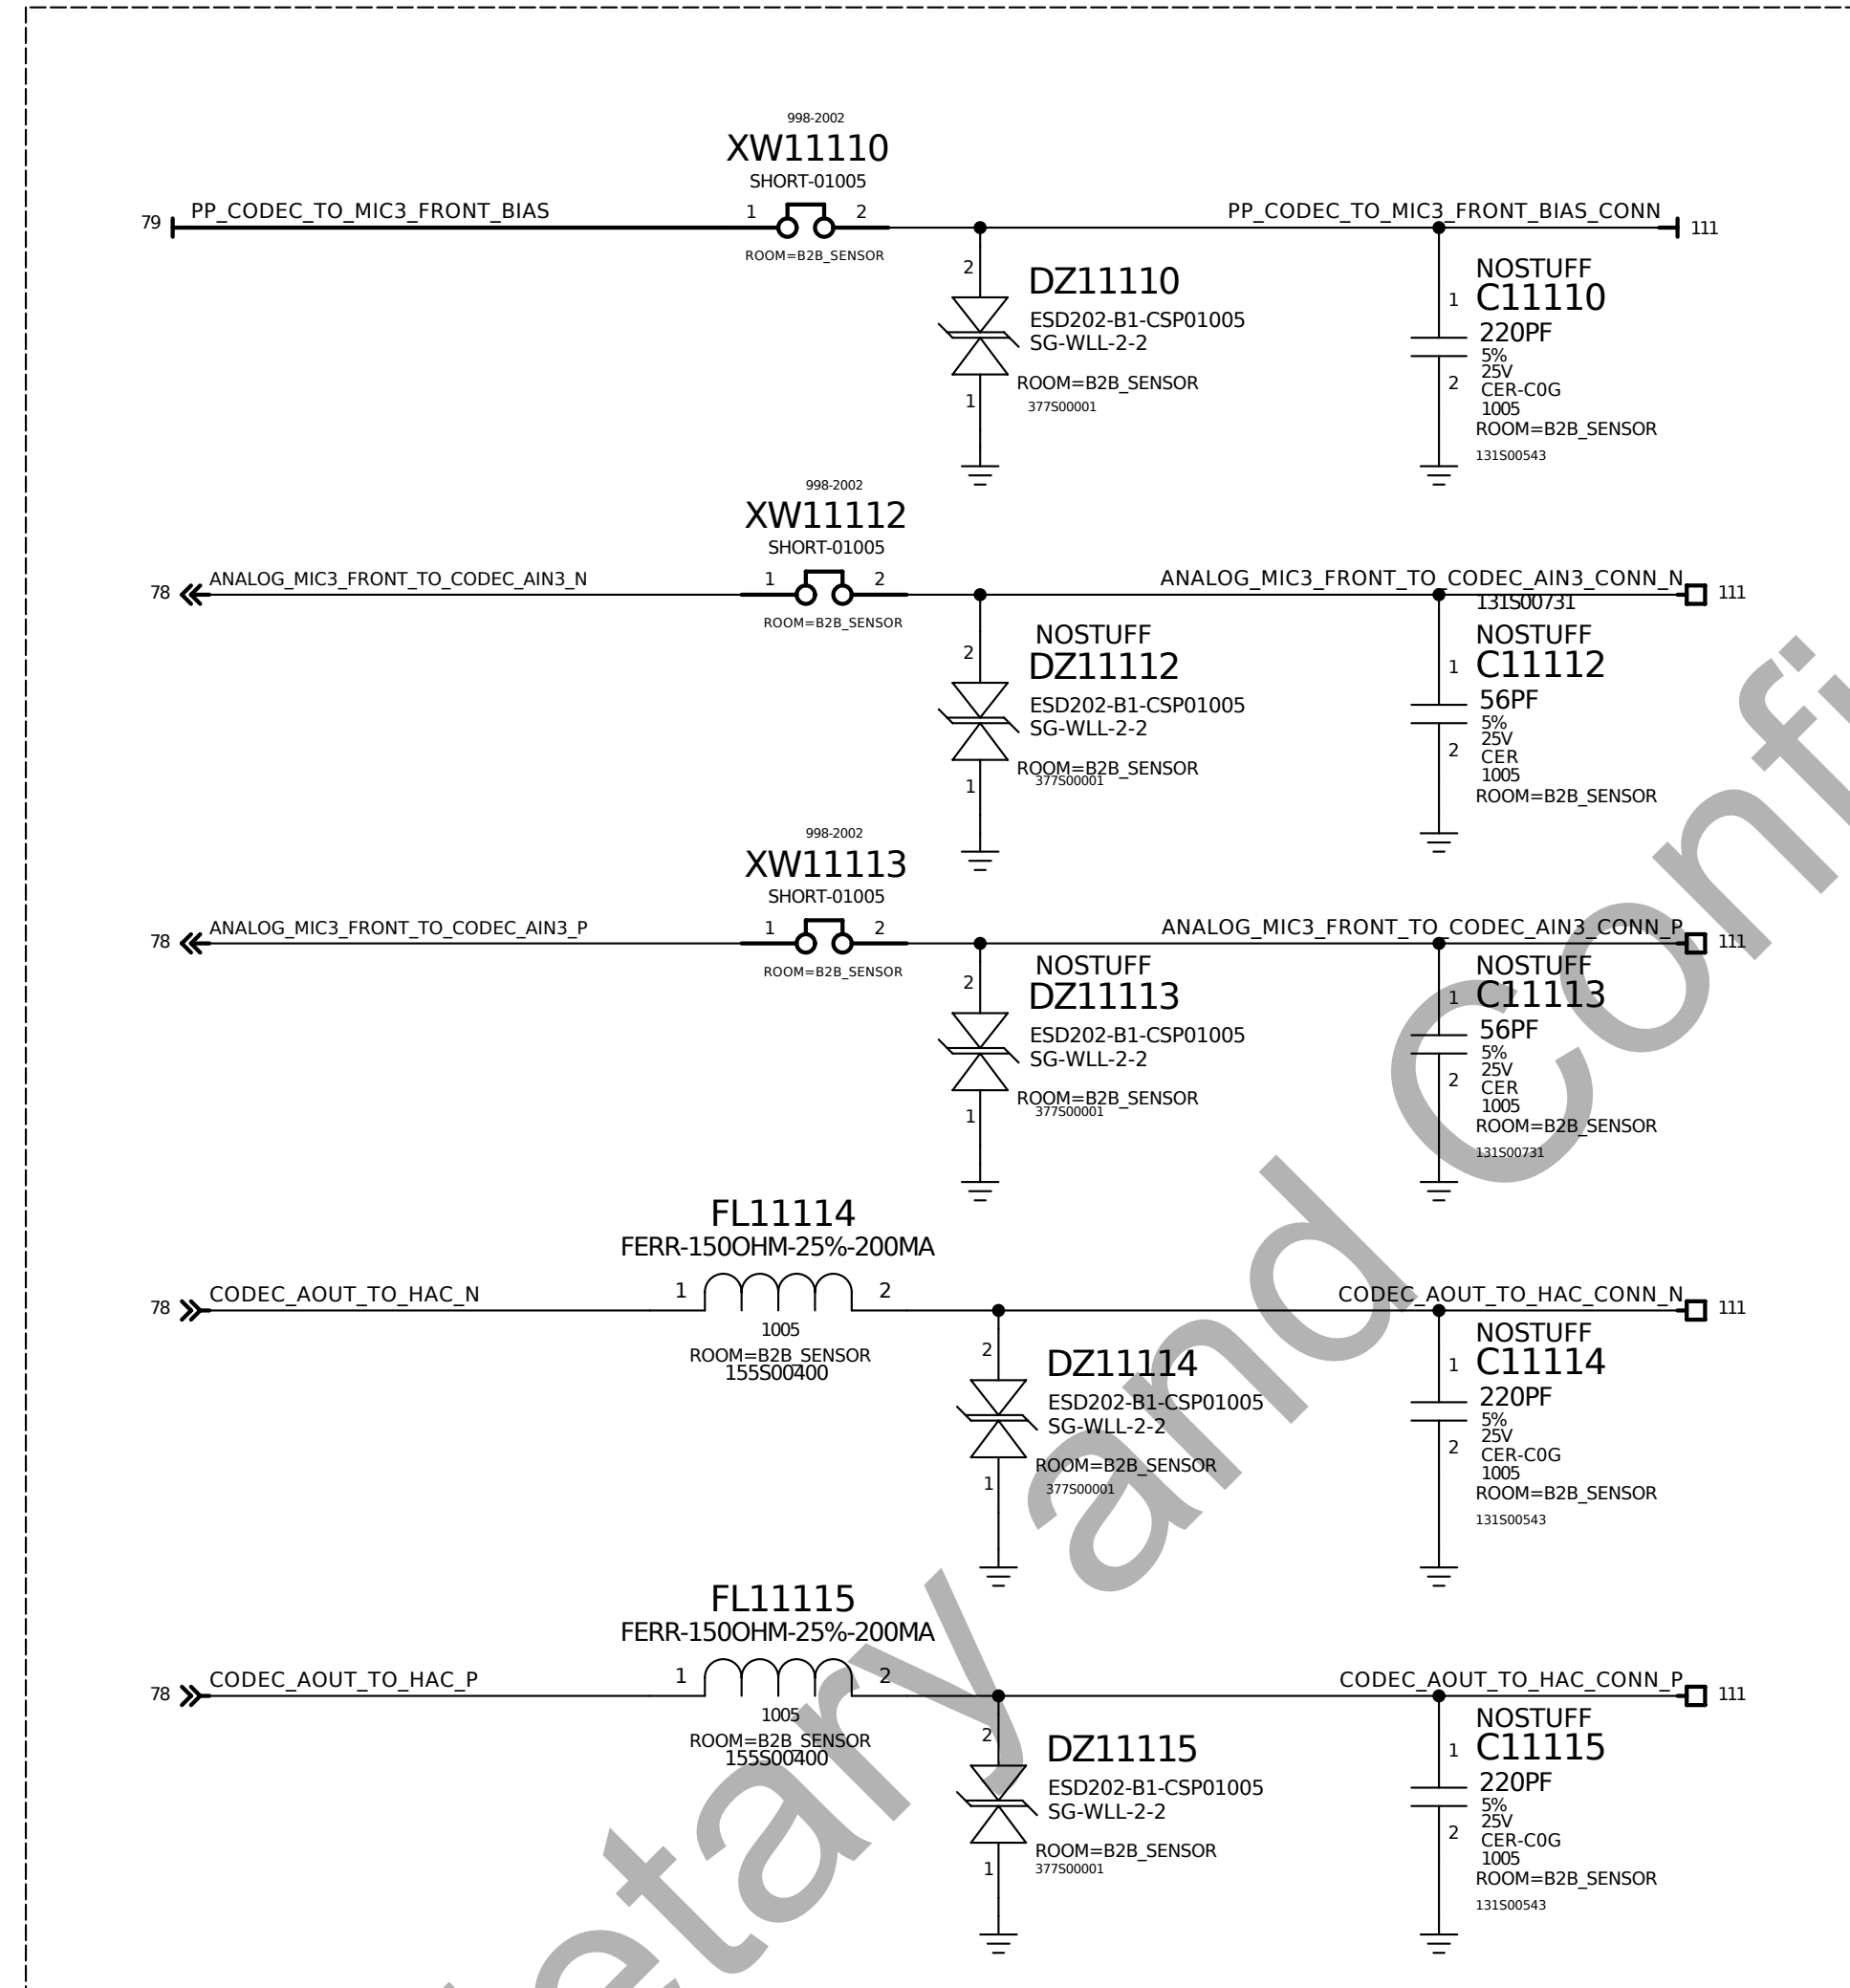 998-2002
XW11110
SHORT-01005
79 PP_CODEC_TO_MIC3_FRONT_BIAS 1 2 PP_CODEC_TO_MIC3_FRONT_BIAS_CONN 111
ROOM=B2B_SENSOR
2 DZ11110
ESD202-B1-CSP01005
SG-WLL-2-2
ROOM=B2B_SENSOR
1 377S00001
NOSTUFF
1 C11110
220PF
5%
25V
2 CER-C0G
1005
ROOM=B2B_SENSOR
131S00543
998-2002
XW11112
SHORT-01005
78 ANALOG_MIC3_FRONT_TO_CODEC_AIN3_N 1 2 ANALOG_MIC3_FRONT_TO_CODEC_AIN3_CONN_N 111
ROOM=B2B_SENSOR
NOSTUFF
2 DZ11112
ESD202-B1-CSP01005
SG-WLL-2-2
ROOM=B2B_SENSOR
1 377S00001
131S00731
NOSTUFF
1 C11112
56PF
5%
25V
2 CER
1005
ROOM=B2B_SENSOR
998-2002
XW11113
SHORT-01005
78 ANALOG_MIC3_FRONT_TO_CODEC_AIN3_P 1 2 ANALOG_MIC3_FRONT_TO_CODEC_AIN3_CONN_P 111
ROOM=B2B_SENSOR
NOSTUFF
2 DZ11113
ESD202-B1-CSP01005
SG-WLL-2-2
ROOM=B2B_SENSOR
1 377S00001
NOSTUFF
1 C11113
56PF
5%
25V
2 CER
1005
ROOM=B2B_SENSOR
131S00731
FL11114
FERR-150OHM-25%-200MA
78 CODEC_AOUT_TO_HAC_N 1 2 CODEC_AOUT_TO_HAC_CONN_N 111
1005
ROOM=B2B_SENSOR
155S00400
2 DZ11114
ESD202-B1-CSP01005
SG-WLL-2-2
ROOM=B2B_SENSOR
1 377S00001
NOSTUFF
1 C11114
220PF
5%
25V
2 CER-C0G
1005
ROOM=B2B_SENSOR
131S00543
FL11115
FERR-150OHM-25%-200MA
78 CODEC_AOUT_TO_HAC_P 1 2 CODEC_AOUT_TO_HAC_CONN_P 111
1005
ROOM=B2B_SENSOR
155S00400
2 DZ11115
ESD202-B1-CSP01005
SG-WLL-2-2
ROOM=B2B_SENSOR
1 377S00001
NOSTUFF
1 C11115
220PF
5%
25V
2 CER-C0G
1005
ROOM=B2B_SENSOR
131S00543
etary and Confi